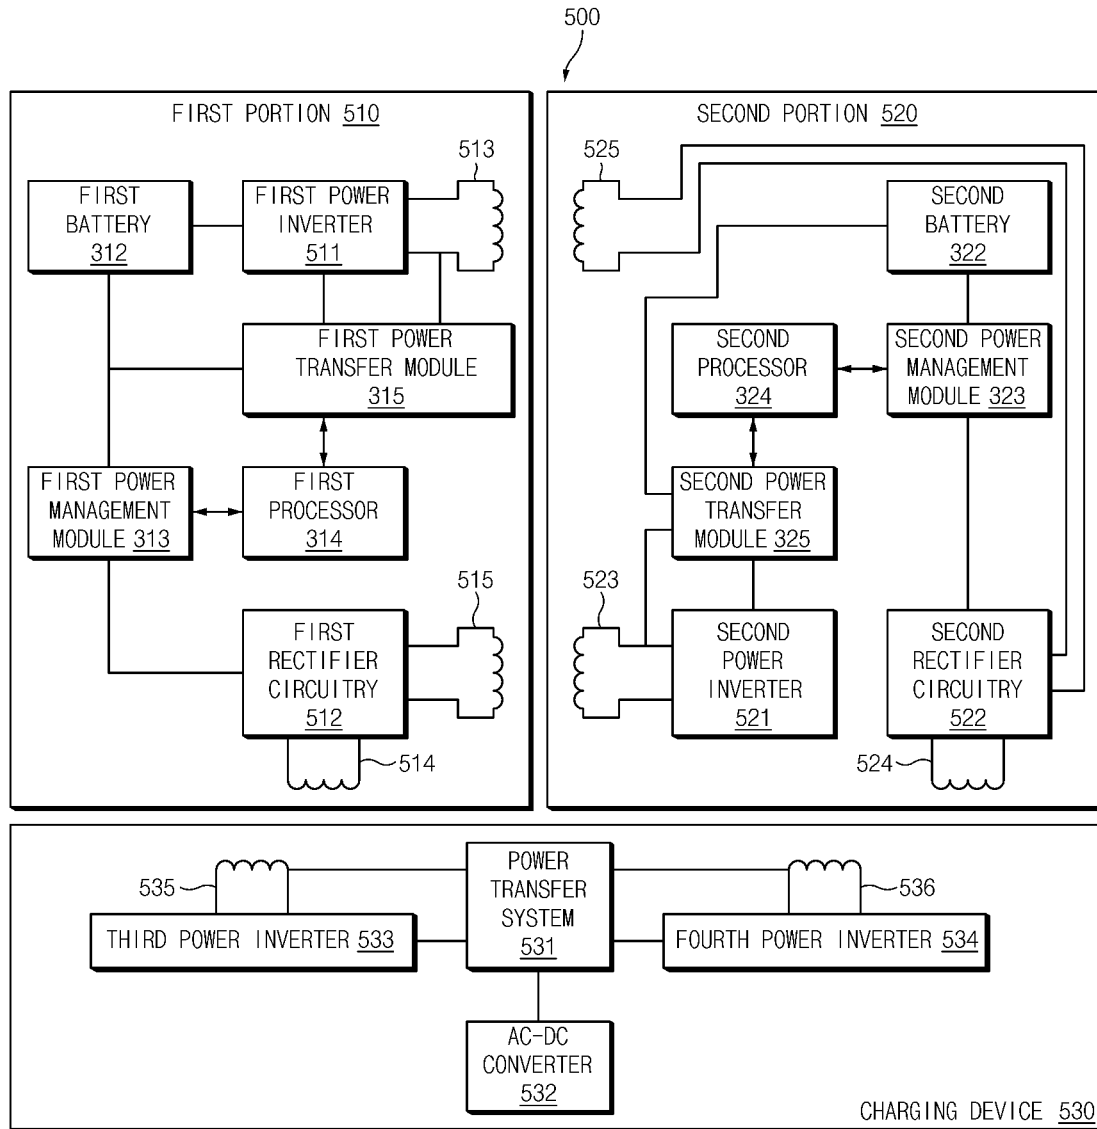 500
FIRST PORTION 510
SECOND PORTION 520
513
525
FIRST
BATTERY
312
FIRST POWER
INVERTER
511
SECOND
BATTERY
322
FIRST POWER
TRANSFER MODULE
315
SECOND
PROCESSOR
324
SECOND POWER
MANAGEMENT
MODULE 323
FIRST POWER
MANAGEMENT
MODULE 313
FIRST
PROCESSOR
314
SECOND POWER
TRANSFER
MODULE 325
515
523
FIRST
RECTIFIER
CIRCUITRY
512
SECOND
POWER
INVERTER
521
SECOND
RECTIFIER
CIRCUITRY
522
514
524
POWER
TRANSFER
SYSTEM
531
535
536
THIRD POWER INVERTER 533
FOURTH POWER INVERTER 534
AC-DC
CONVERTER
532
CHARGING DEVICE 530